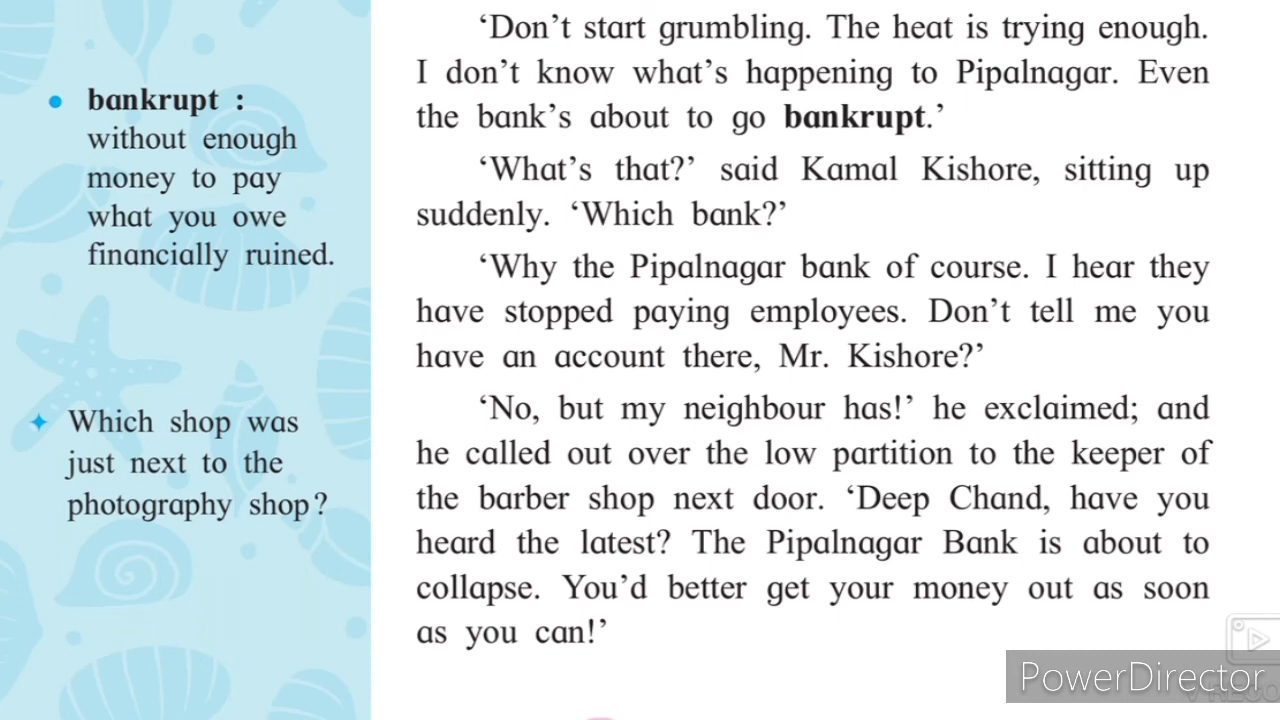 • bankrupt :
without enough
money to pay
what you owe
financially ruined.
✦ Which shop was
just next to the
photography shop?
‘Don’t start grumbling. The heat is trying enough.
I don’t know what’s happening to Pipalnagar. Even
the bank’s about to go bankrupt.’
‘What’s that?’ said Kamal Kishore, sitting up
suddenly. ‘Which bank?’
‘Why the Pipalnagar bank of course. I hear they
have stopped paying employees. Don’t tell me you
have an account there, Mr. Kishore?’
‘No, but my neighbour has!’ he exclaimed; and
he called out over the low partition to the keeper of
the barber shop next door. ‘Deep Chand, have you
heard the latest? The Pipalnagar Bank is about to
collapse. You’d better get your money out as soon
as you can!’
PowerDirector